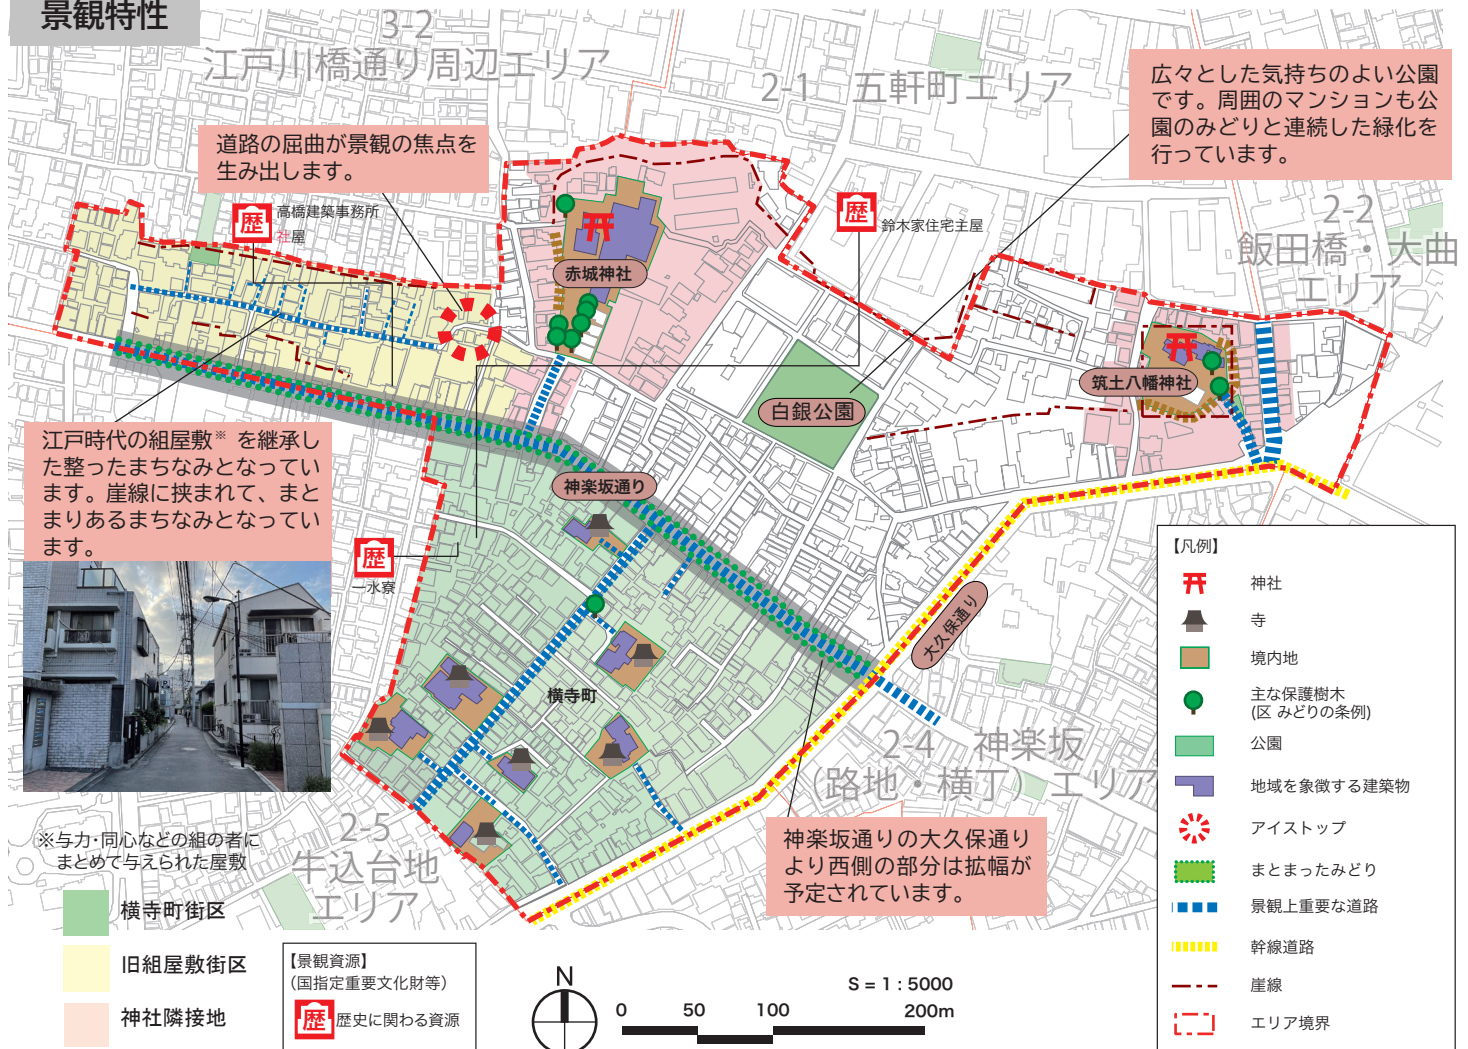 景観特性
3-2
江戸川橋通り周辺エリア
2-1 五軒町エリア
広々とした気持ちのよい公園
です。周囲のマンションも公
園のみどりと連続した緑化を
行っています。
道路の屈曲が景観の焦点を
生み出します。
歴
高橋建築事務所
社屋
歴
鈴木家住宅主屋
2-2
飯田橋・大曲
エリア
赤城神社
筑土八幡神社
白銀公園
江戸時代の組屋敷※を継承し
た整ったまちなみとなってい
ます。崖線に挟まれて、まと
まりあるまちなみとなってい
ます。
神楽坂通り
歴
一水寮
大久保通り
横寺町
2-4 神楽坂
(路地・横丁)エリア
2-5
牛込台地
エリア
神楽坂通りの大久保通り
より西側の部分は拡幅が
予定されています。
※与力・同心などの組の者に
まとめて与えられた屋敷
横寺町街区
旧組屋敷街区
神社隣接地
【景観資源】
(国指定重要文化財等)
歴 歴史に関わる資源
N
S = 1 : 5000
0 50 100 200m
【凡例】
神社
寺
境内地
主な保護樹木
(区 みどりの条例)
公園
地域を象徴する建築物
アイストップ
まとまったみどり
景観上重要な道路
幹線道路
崖線
エリア境界